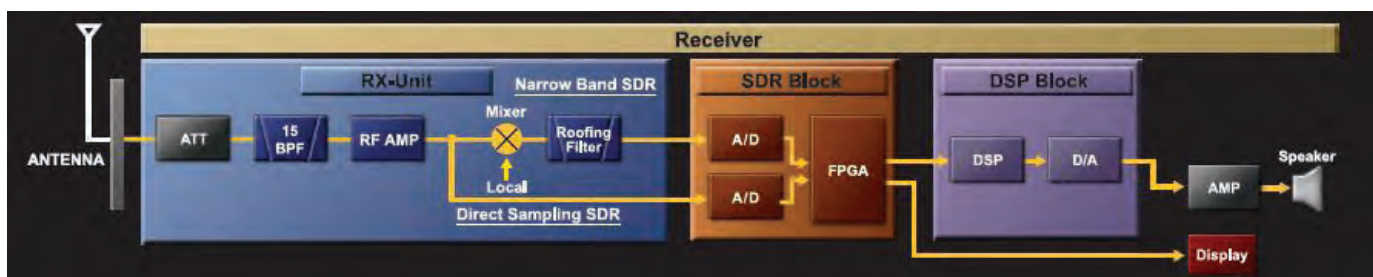 Receiver
RX-Unit
Narrow Band SDR
SDR Block
DSP Block
Mixer
ANTENNA
ATT
15
BPF
RF AMP
Roofing
Filter
Local
Direct Sampling SDR
A/D
A/D
FPGA
DSP
D/A
AMP
Speaker
Display